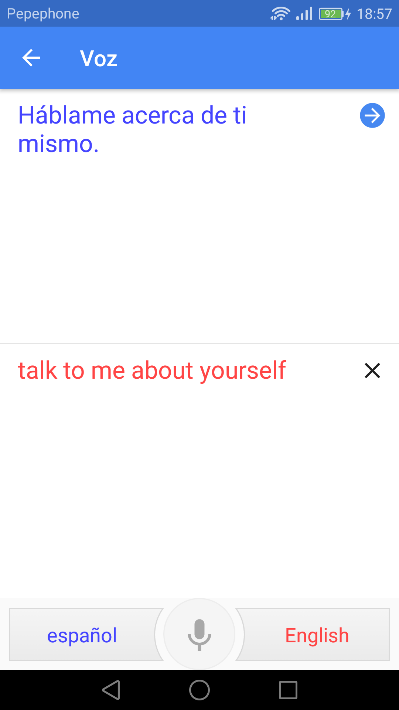 Pepephone 92 18:57
Voz
Háblame acerca de ti
mismo.
talk to me about yourself
español English